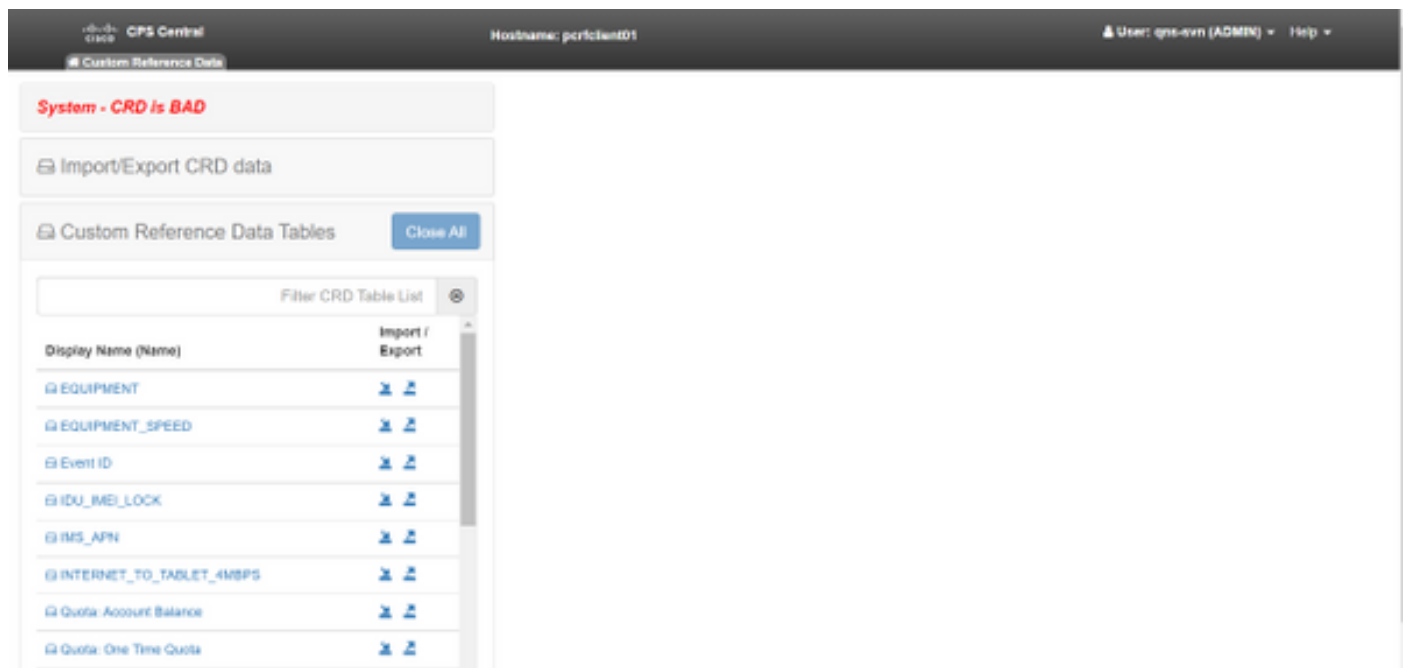 cisco CPS Central
Hostname: pcrfclient01
User: qns-svn (ADMIN)
Help
Custom Reference Data
System - CRD is BAD
Import/Export CRD data
Custom Reference Data Tables
Close All
Filter CRD Table List
Display Name (Name)
Import / Export
EQUIPMENT
EQUIPMENT_SPEED
Event ID
IDU_IMEI_LOCK
IMS_APN
INTERNET_TO_TABLET_4MBPS
Quota: Account Balance
Quota: One Time Quota